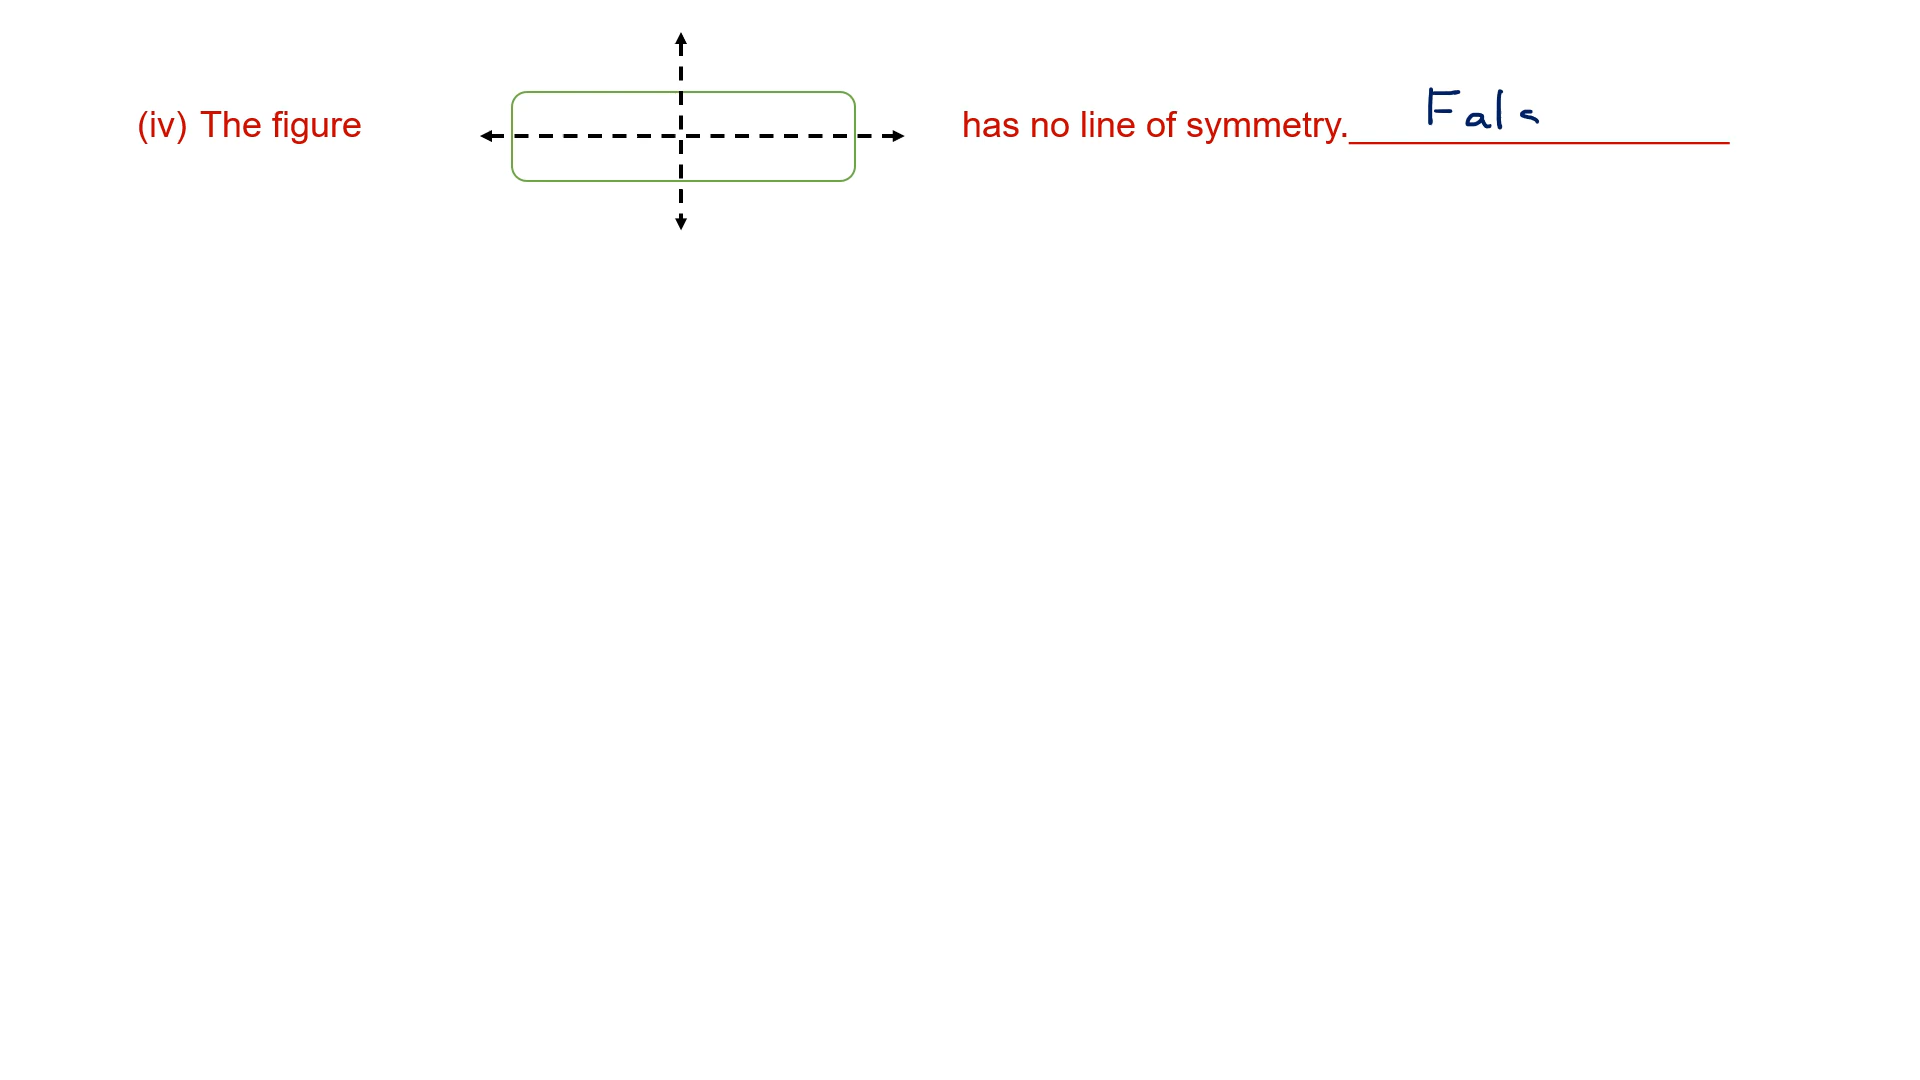 (iv) The figure has no line of symmetry. Fals